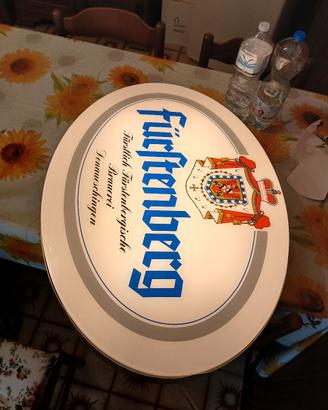 Fürstenberg
Fürstlich Fürstenbergische
Brauerei
Donaueschingen